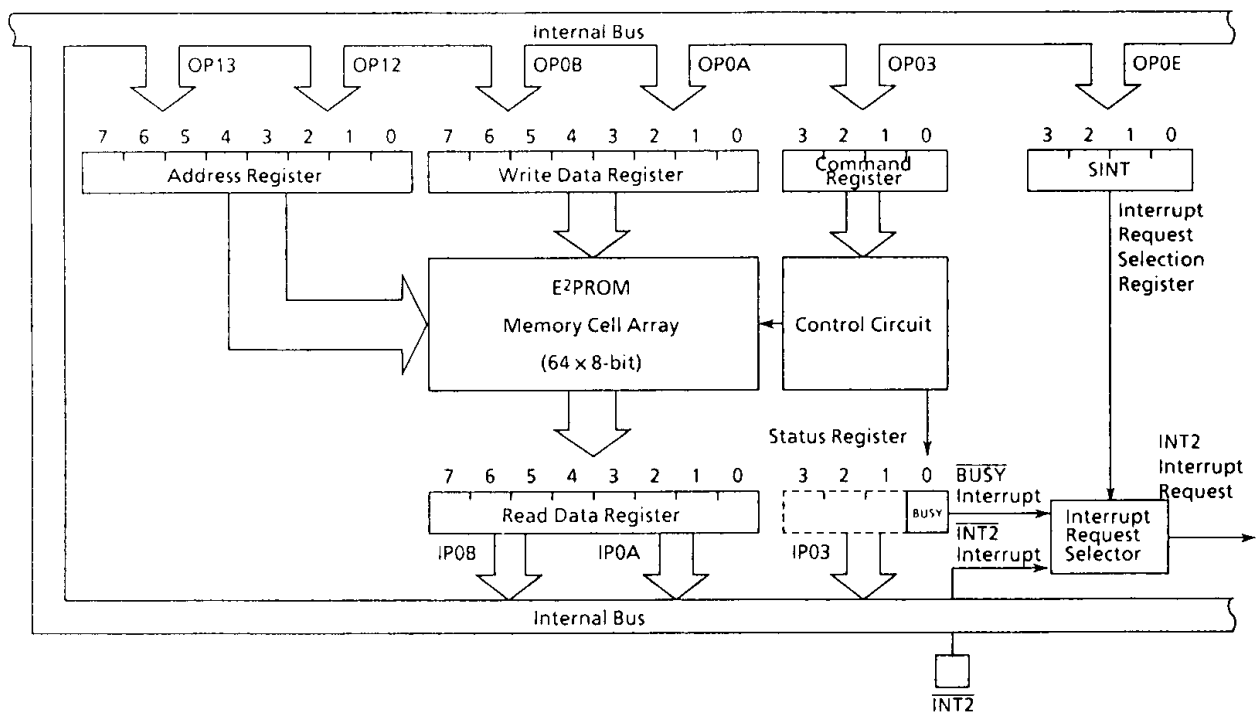 Internal Bus
OP13 OP12 OP0B OP0A OP03 OP0E
7 6 5 4 3 2 1 0
Address Register
7 6 5 4 3 2 1 0
Write Data Register
3 2 1 0
Command
Register
3 2 1 0
SINT
Interrupt
Request
Selection
Register
E²PROM
Memory Cell Array
(64 × 8-bit)
Control Circuit
Status Register
7 6 5 4 3 2 1 0
Read Data Register
3 2 1 0
BUSY
B̅U̅S̅Y̅
Interrupt
I̅N̅T̅2̅
Interrupt
Interrupt
Request
Selector
INT2
Interrupt
Request
IP0B IP0A IP03
Internal Bus
I̅N̅T̅2̅